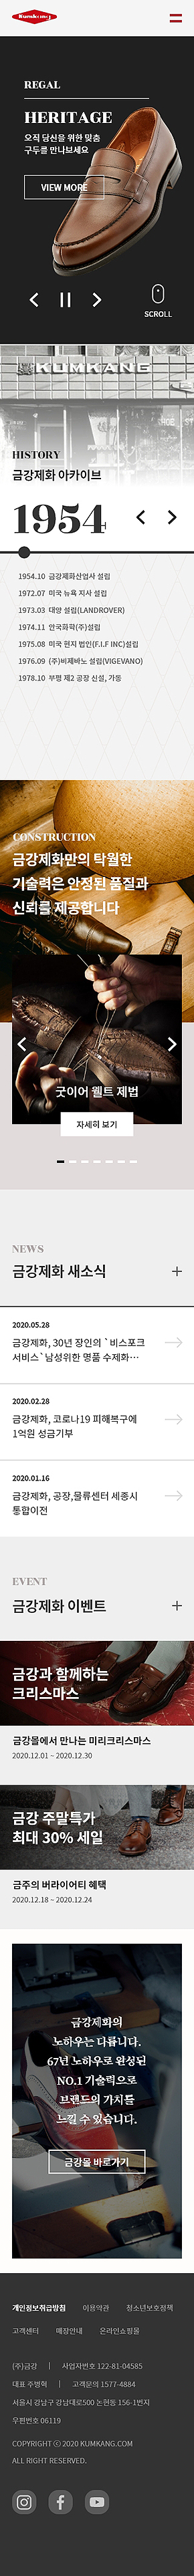 Kumkang
REGAL
HERITAGE
오직 당신을 위한 맞춤
구두를 만나보세요
VIEW MORE
SCROLL
KUMKANG
SHOE ST
HISTORY
금강제화 아카이브
1954
1954.10 금강제화산업사 설립
1972.07 미국 뉴욕 지사 설립
1973.03 대양 설립(LANDROVER)
1974.11 안국화학(주)설립
1975.08 미국 현지 법인(F.I.F INC)설립
1976.09 (주)비제바노 설립(VIGEVANO)
1978.10 부평 제2 공장 신설, 가동
CONSTRUCTION
금강제화만의 탁월한
기술력은 안정된 품질과
신뢰를 제공합니다
굿이어 웰트 제법
자세히 보기
NEWS
금강제화 새소식
2020.05.28
금강제화, 30년 장인의 `비스포크
서비스`남성위한 명품 수제화…
2020.02.28
금강제화, 코로나19 피해복구에
1억원 성금기부
2020.01.16
금강제화, 공장,물류센터 세종시
통합이전
EVENT
금강제화 이벤트
금강과 함께하는
크리스마스
금강몰에서 만나는 미리크리스마스
2020.12.01 ~ 2020.12.30
금강 주말특가
최대 30% 세일
금주의 버라이어티 혜택
2020.12.18 ~ 2020.12.24
금강제화의
노하우는 다릅니다.
67년 노하우로 완성된
NO.1 기술력으로
브랜드의 가치를
느낄 수 있습니다.
금강몰 바로가기
개인정보취급방침 이용약관 청소년보호정책
고객센터 매장안내 온라인쇼핑몰
(주)금강 | 사업자번호 122-81-04585
대표 주병혁 | 고객문의 1577-4884
서울시 강남구 강남대로500 논현동 156-1번지
우편번호 06119
COPYRIGHT ⓒ 2020 KUMKANG.COM
ALL RIGHT RESERVED.